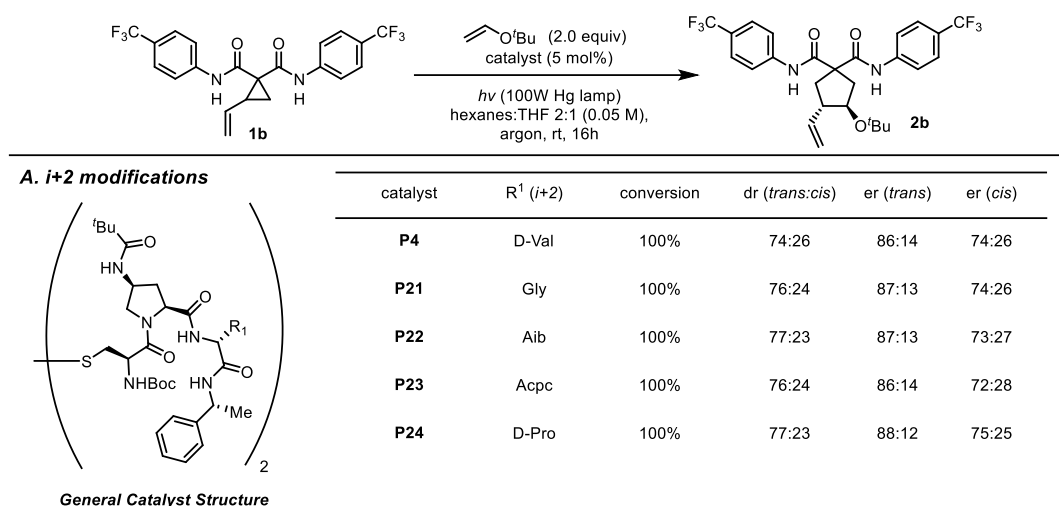 F₃C CF₃ F₃C CF₃
OᵗBu (2.0 equiv)
O O catalyst (5 mol%) O O
N N hν (100W Hg lamp) N N
H H hexanes:THF 2:1 (0.05 M), H H
1b argon, rt, 16h OᵗBu 2b
A. i+2 modifications
catalyst R¹ (i+2) conversion dr (trans:cis) er (trans) er (cis)
P4 D-Val 100% 74:26 86:14 74:26
P21 Gly 100% 76:24 87:13 74:26
P22 Aib 100% 77:23 87:13 73:27
P23 Acpc 100% 76:24 86:14 72:28
P24 D-Pro 100% 77:23 88:12 75:25
ᵗBu
O
HN
O
N HN R₁
S O
O
NHBoc HN
Me
2
General Catalyst Structure